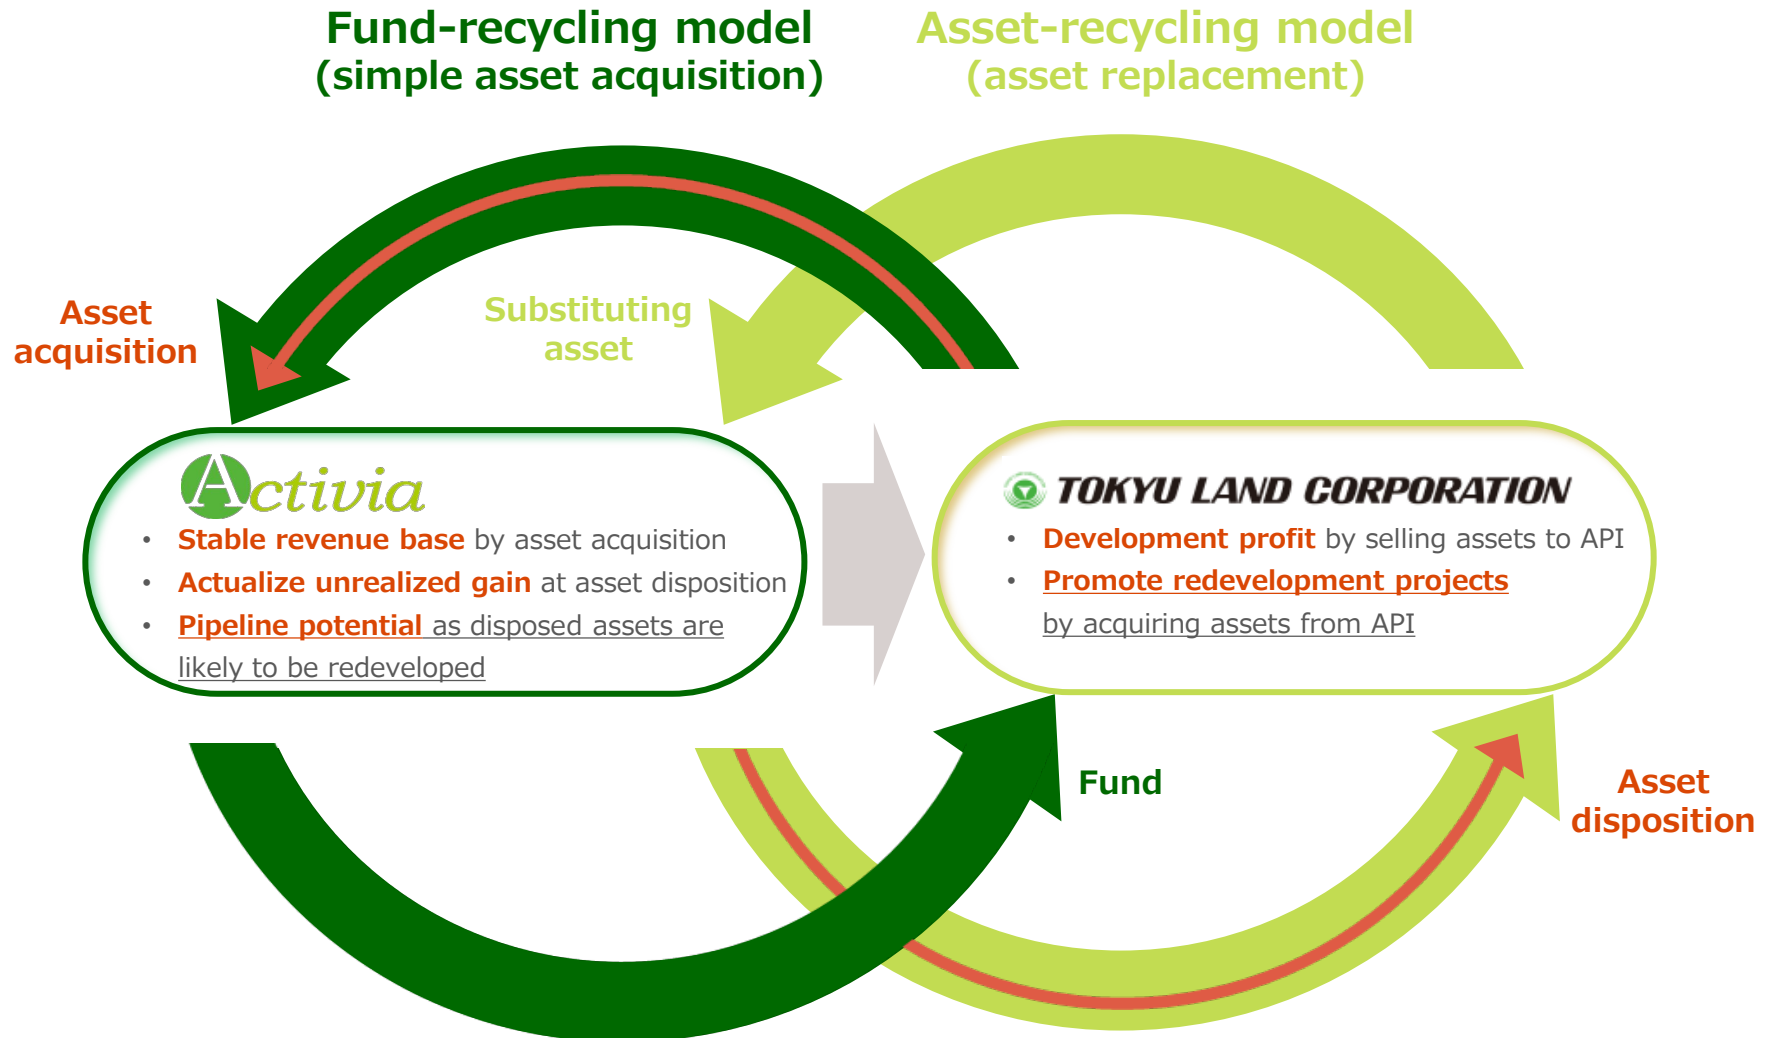 Fund-recycling model
(simple asset acquisition)
Asset-recycling model
(asset replacement)
Asset
acquisition
Substituting
asset
Activia
• Stable revenue base by asset acquisition
• Actualize unrealized gain at asset disposition
• Pipeline potential as disposed assets are
likely to be redeveloped
TOKYU LAND CORPORATION
• Development profit by selling assets to API
• Promote redevelopment projects
by acquiring assets from API
Fund
Asset
disposition